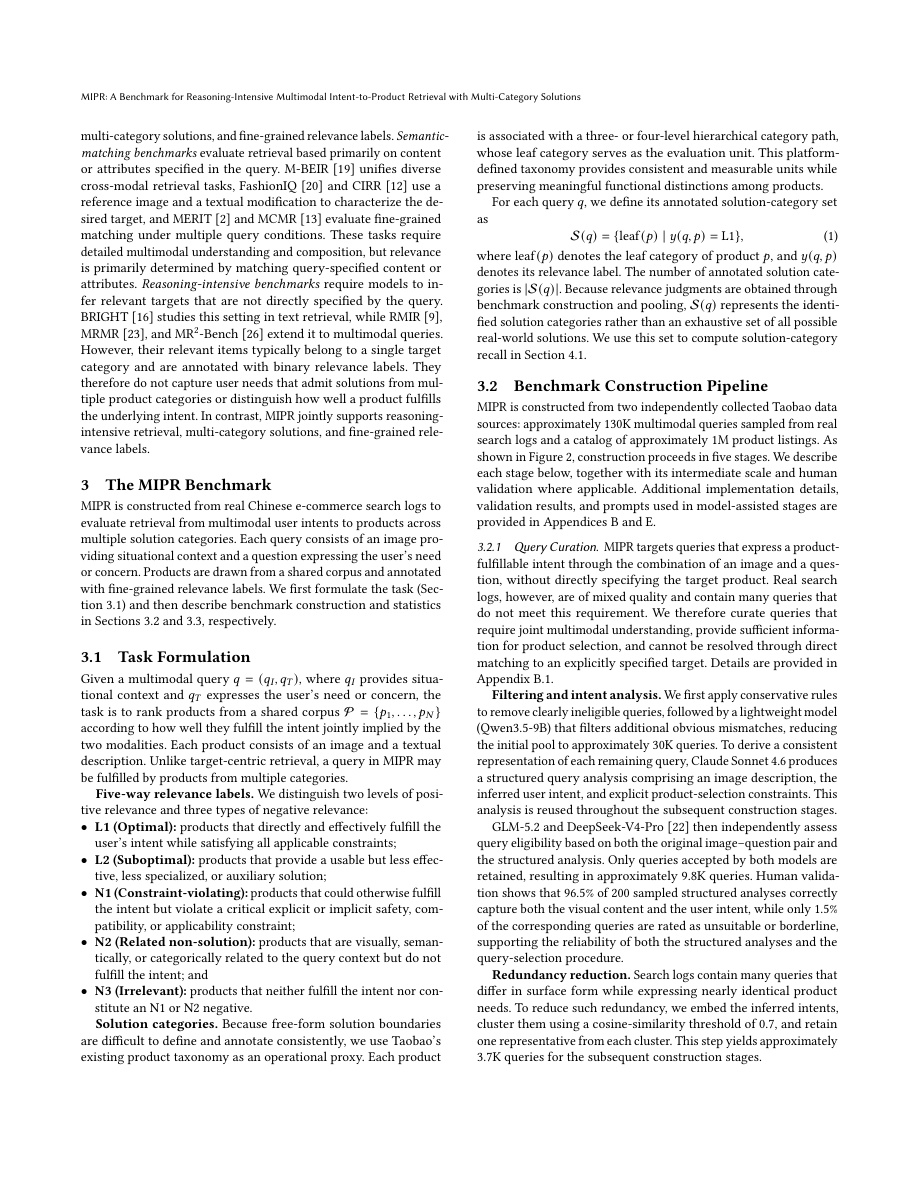 MIPR: A Benchmark for Reasoning-Intensive Multimodal Intent-to-Product Retrieval with Multi-Category Solutions
multi-category solutions, and fine-grained relevance labels. Semantic-
matching benchmarks evaluate retrieval based primarily on content
or attributes specified in the query. M-BEIR [19] unifies diverse
cross-modal retrieval tasks, FashionIQ [20] and CIRR [12] use a
reference image and a textual modification to characterize the de-
sired target, and MERIT [2] and MCMR [13] evaluate fine-grained
matching under multiple query conditions. These tasks require
detailed multimodal understanding and composition, but relevance
is primarily determined by matching query-specified content or
attributes. Reasoning-intensive benchmarks require models to in-
fer relevant targets that are not directly specified by the query.
BRIGHT [16] studies this setting in text retrieval, while RMIR [9],
MRMR [23], and MR²-Bench [26] extend it to multimodal queries.
However, their relevant items typically belong to a single target
category and are annotated with binary relevance labels. They
therefore do not capture user needs that admit solutions from mul-
tiple product categories or distinguish how well a product fulfills
the underlying intent. In contrast, MIPR jointly supports reasoning-
intensive retrieval, multi-category solutions, and fine-grained rele-
vance labels.
3 The MIPR Benchmark
MIPR is constructed from real Chinese e-commerce search logs to
evaluate retrieval from multimodal user intents to products across
multiple solution categories. Each query consists of an image pro-
viding situational context and a question expressing the user's need
or concern. Products are drawn from a shared corpus and annotated
with fine-grained relevance labels. We first formulate the task (Sec-
tion 3.1) and then describe benchmark construction and statistics
in Sections 3.2 and 3.3, respectively.
3.1 Task Formulation
Given a multimodal query q = (q_I, q_T), where q_I provides situa-
tional context and q_T expresses the user's need or concern, the
task is to rank products from a shared corpus 𝒫 = {p₁, . . . , p_N}
according to how well they fulfill the intent jointly implied by the
two modalities. Each product consists of an image and a textual
description. Unlike target-centric retrieval, a query in MIPR may
be fulfilled by products from multiple categories.
Five-way relevance labels. We distinguish two levels of posi-
tive relevance and three types of negative relevance:
• L1 (Optimal): products that directly and effectively fulfill the
user's intent while satisfying all applicable constraints;
• L2 (Suboptimal): products that provide a usable but less effec-
tive, less specialized, or auxiliary solution;
• N1 (Constraint-violating): products that could otherwise fulfill
the intent but violate a critical explicit or implicit safety, com-
patibility, or applicability constraint;
• N2 (Related non-solution): products that are visually, seman-
tically, or categorically related to the query context but do not
fulfill the intent; and
• N3 (Irrelevant): products that neither fulfill the intent nor con-
stitute an N1 or N2 negative.
Solution categories. Because free-form solution boundaries
are difficult to define and annotate consistently, we use Taobao's
existing product taxonomy as an operational proxy. Each product
is associated with a three- or four-level hierarchical category path,
whose leaf category serves as the evaluation unit. This platform-
defined taxonomy provides consistent and measurable units while
preserving meaningful functional distinctions among products.
For each query q, we define its annotated solution-category set
as
𝒮(q) = {leaf(p) | y(q, p) = L1}, (1)
where leaf(p) denotes the leaf category of product p, and y(q, p)
denotes its relevance label. The number of annotated solution cate-
gories is |𝒮(q)|. Because relevance judgments are obtained through
benchmark construction and pooling, 𝒮(q) represents the identi-
fied solution categories rather than an exhaustive set of all possible
real-world solutions. We use this set to compute solution-category
recall in Section 4.1.
3.2 Benchmark Construction Pipeline
MIPR is constructed from two independently collected Taobao data
sources: approximately 130K multimodal queries sampled from real
search logs and a catalog of approximately 1M product listings. As
shown in Figure 2, construction proceeds in five stages. We describe
each stage below, together with its intermediate scale and human
validation where applicable. Additional implementation details,
validation results, and prompts used in model-assisted stages are
provided in Appendices B and E.
3.2.1 Query Curation. MIPR targets queries that express a product-
fulfillable intent through the combination of an image and a ques-
tion, without directly specifying the target product. Real search
logs, however, are of mixed quality and contain many queries that
do not meet this requirement. We therefore curate queries that
require joint multimodal understanding, provide sufficient informa-
tion for product selection, and cannot be resolved through direct
matching to an explicitly specified target. Details are provided in
Appendix B.1.
Filtering and intent analysis. We first apply conservative rules
to remove clearly ineligible queries, followed by a lightweight model
(Qwen3.5-9B) that filters additional obvious mismatches, reducing
the initial pool to approximately 30K queries. To derive a consistent
representation of each remaining query, Claude Sonnet 4.6 produces
a structured query analysis comprising an image description, the
inferred user intent, and explicit product-selection constraints. This
analysis is reused throughout the subsequent construction stages.
GLM-5.2 and DeepSeek-V4-Pro [22] then independently assess
query eligibility based on both the original image–question pair and
the structured analysis. Only queries accepted by both models are
retained, resulting in approximately 9.8K queries. Human valida-
tion shows that 96.5% of 200 sampled structured analyses correctly
capture both the visual content and the user intent, while only 1.5%
of the corresponding queries are rated as unsuitable or borderline,
supporting the reliability of both the structured analyses and the
query-selection procedure.
Redundancy reduction. Search logs contain many queries that
differ in surface form while expressing nearly identical product
needs. To reduce such redundancy, we embed the inferred intents,
cluster them using a cosine-similarity threshold of 0.7, and retain
one representative from each cluster. This step yields approximately
3.7K queries for the subsequent construction stages.